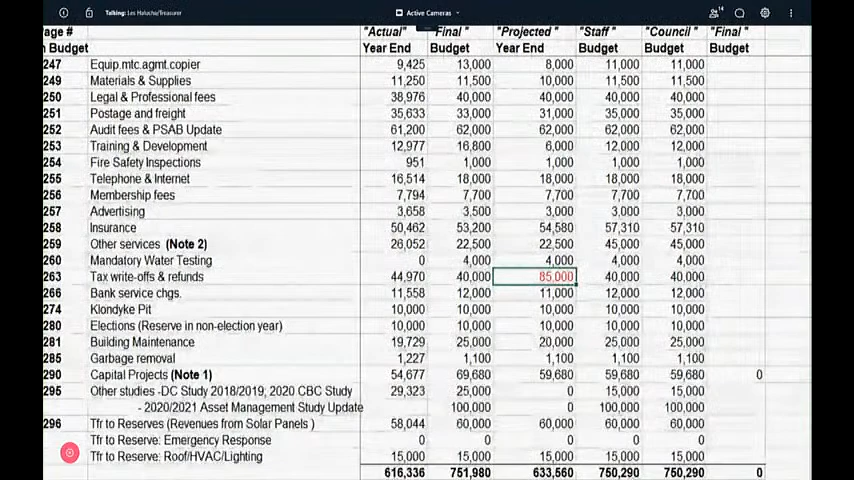 Talking: Les Halucha/Treasurer Active Cameras 14
age # "Actual" "Final" "Projected" "Staff" "Council" "Final"
Budget Year End Budget Year End Budget Budget Budget
247 Equip.mtc.agmt.copier 9,425 13,000 8,000 11,000 11,000
249 Materials & Supplies 11,250 11,500 10,000 11,500 11,500
250 Legal & Professional fees 38,976 40,000 40,000 40,000 40,000
251 Postage and freight 35,633 33,000 31,000 35,000 35,000
252 Audit fees & PSAB Update 61,200 62,000 62,000 62,000 62,000
253 Training & Development 12,977 16,800 6,000 12,000 12,000
254 Fire Safety Inspections 951 1,000 1,000 1,000 1,000
255 Telephone & Internet 16,514 18,000 18,000 18,000 18,000
256 Membership fees 7,794 7,700 7,700 7,700 7,700
257 Advertising 3,658 3,500 3,000 3,000 3,000
258 Insurance 50,462 53,200 54,580 57,310 57,310
259 Other services (Note 2) 26,052 22,500 22,500 45,000 45,000
260 Mandatory Water Testing 0 4,000 4,000 4,000 4,000
263 Tax write-offs & refunds 44,970 40,000 85,000 40,000 40,000
266 Bank service chgs. 11,558 12,000 11,000 12,000 12,000
274 Klondyke Pit 10,000 10,000 10,000 10,000 10,000
280 Elections (Reserve in non-election year) 10,000 10,000 10,000 10,000 10,000
281 Building Maintenance 19,729 25,000 20,000 25,000 25,000
285 Garbage removal 1,227 1,100 1,100 1,100 1,100
290 Capital Projects (Note 1) 54,677 69,680 59,680 59,680 59,680 0
295 Other studies -DC Study 2018/2019, 2020 CBC Study 29,323 25,000 0 15,000 15,000
- 2020/2021 Asset Management Study Update 100,000 0 100,000 100,000
296 Tfr to Reserves (Revenues from Solar Panels ) 58,044 60,000 60,000 60,000 60,000
Tfr to Reserve: Emergency Response 0 0 0 0 0
Tfr to Reserve: Roof/HVAC/Lighting 15,000 15,000 15,000 15,000 15,000
616,336 751,980 633,560 750,290 750,290 0